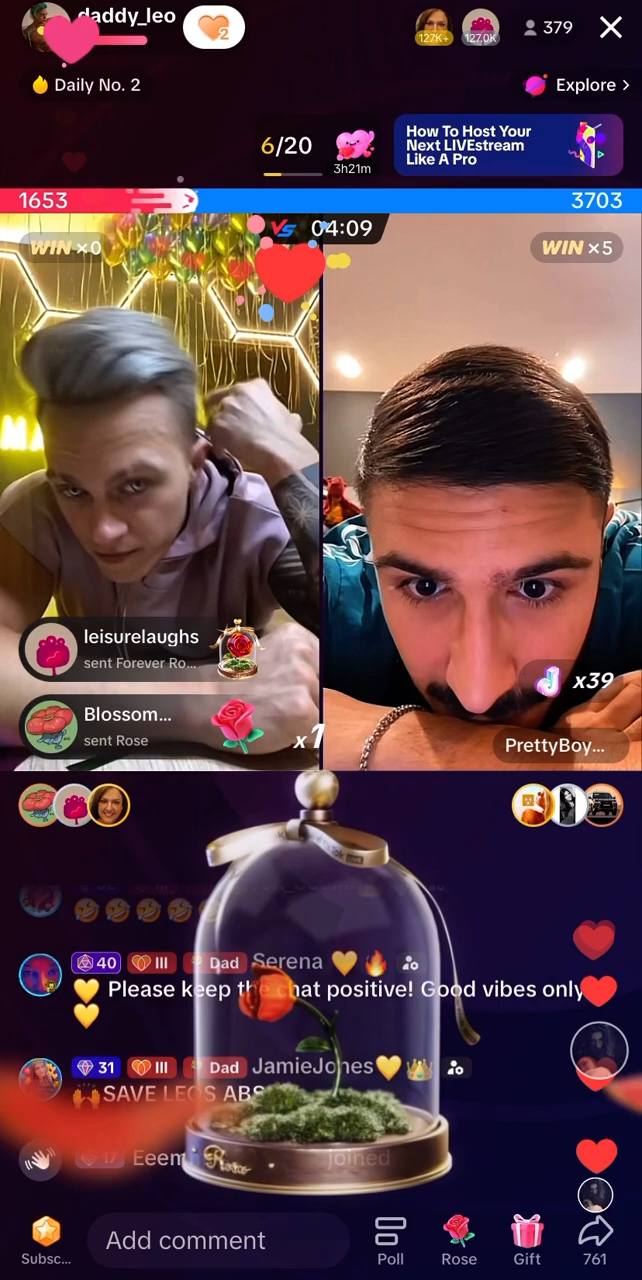 daddy_leo
2
127K+
127.0K
379
Daily No. 2
Explore >
6/20
3h21m
How To Host Your
Next LIVEstream
Like A Pro
1653
3703
VS 04:09
WIN ×0
WIN ×5
MA
leisurelaughs
sent Forever Ro...
Blossom...
sent Rose
x1
x39
PrettyBoy...
40 III Dad Serena 💛🔥
💛 Please keep the chat positive! Good vibes only
💛
31 III Dad JamieJones💛👑
🙌SAVE LEOS ABS
17 Eeem
joined
Subsc...
Add comment
Poll
Rose
Gift
761